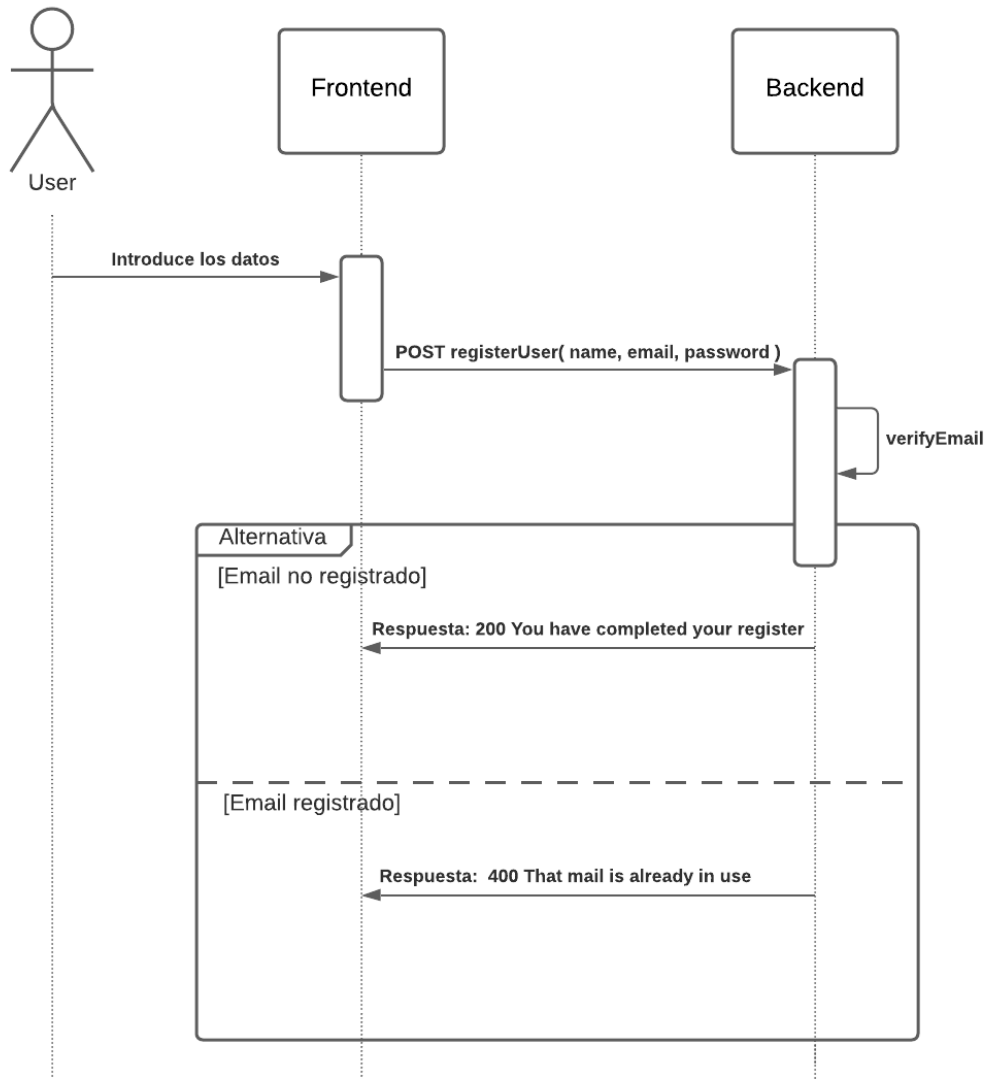 Frontend
Backend
User
Introduce los datos
POST registerUser( name, email, password )
verifyEmail
Alternativa
[Email no registrado]
Respuesta: 200 You have completed your register
[Email registrado]
Respuesta:  400 That mail is already in use